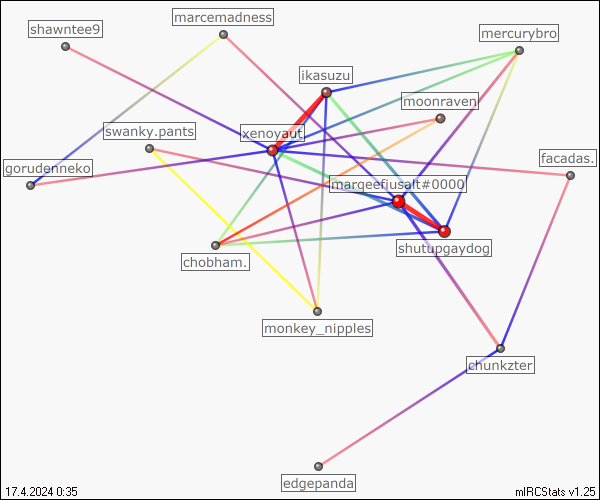 marcemadness
shawntee9
mercurybro
ikasuzu
moonraven
swanky.pants
xenoyaut
facadas.
gorudenneko
margeefjusalt#0000
shutupgaydog
chobham.
monkey_nipples
chunkzter
edgepanda
17.4.2024 0:35
mIRCStats v1.25